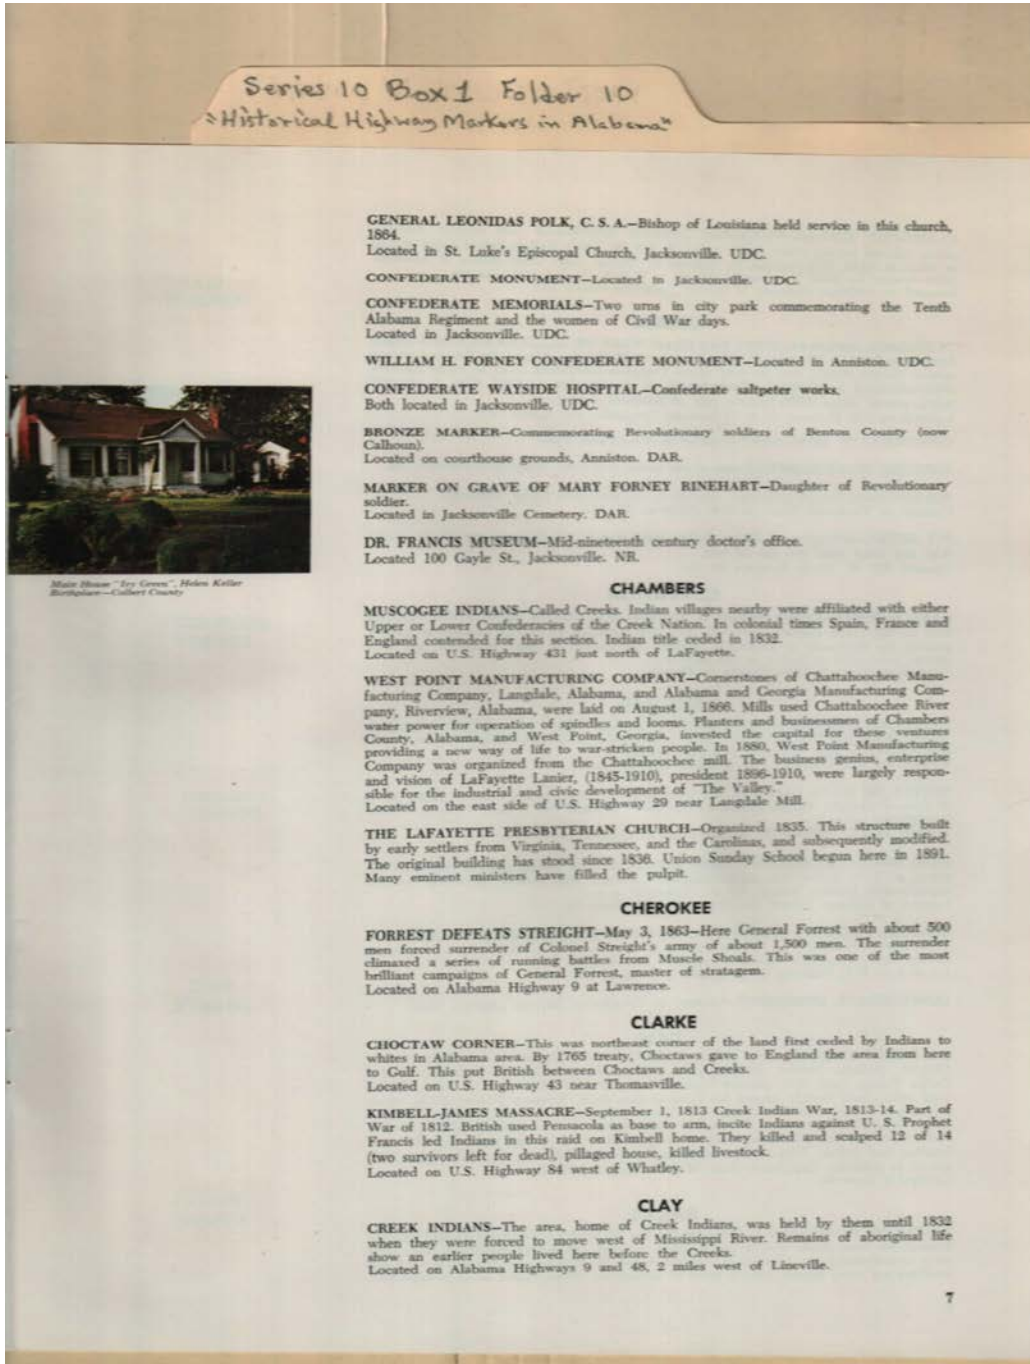 Series 10 Box 1 Folder 10
"Historical Highway Markers in Alabama"
GENERAL LEONIDAS POLK, C. S. A.—Bishop of Louisiana held service in this church,
1864.
Located in St. Luke's Episcopal Church, Jacksonville. UDC.
CONFEDERATE MONUMENT—Located in Jacksonville. UDC.
CONFEDERATE MEMORIALS—Two urns in city park commemorating the Tenth
Alabama Regiment and the women of Civil War days.
Located in Jacksonville. UDC.
WILLIAM H. FORNEY CONFEDERATE MONUMENT—Located in Anniston. UDC.
CONFEDERATE WAYSIDE HOSPITAL—Confederate saltpeter works.
Both located in Jacksonville. UDC.
BRONZE MARKER—Commemorating Revolutionary soldiers of Benton County (now
Calhoun).
Located on courthouse grounds, Anniston. DAR.
MARKER ON GRAVE OF MARY FORNEY RINEHART—Daughter of Revolutionary
soldier.
Located in Jacksonville Cemetery. DAR.
DR. FRANCIS MUSEUM—Mid-nineteenth century doctor's office.
Located 100 Gayle St., Jacksonville. NR.
Main House "Ivy Green", Helen Keller
Birthplace—Colbert County
CHAMBERS
MUSCOGEE INDIANS—Called Creeks. Indian villages nearby were affiliated with either
Upper or Lower Confederacies of the Creek Nation. In colonial times Spain, France and
England contended for this section. Indian title ceded in 1832.
Located on U.S. Highway 431 just north of LaFayette.
WEST POINT MANUFACTURING COMPANY—Cornerstones of Chattahoochee Manu-
facturing Company, Langdale, Alabama, and Alabama and Georgia Manufacturing Com-
pany, Riverview, Alabama, were laid on August 1, 1866. Mills used Chattahoochee River
water power for operation of spindles and looms. Planters and businessmen of Chambers
County, Alabama, and West Point, Georgia, invested the capital for these ventures
providing a new way of life to war-stricken people. In 1880, West Point Manufacturing
Company was organized from the Chattahoochee mill. The business genius, enterprise
and vision of LaFayette Lanier, (1845-1910), president 1896-1910, were largely respon-
sible for the industrial and civic development of "The Valley."
Located on the east side of U.S. Highway 29 near Langdale Mill.
THE LAFAYETTE PRESBYTERIAN CHURCH—Organized 1835. This structure built
by early settlers from Virginia, Tennessee, and the Carolinas, and subsequently modified.
The original building has stood since 1836. Union Sunday School begun here in 1891.
Many eminent ministers have filled the pulpit.
CHEROKEE
FORREST DEFEATS STREIGHT—May 3, 1863—Here General Forrest with about 500
men forced surrender of Colonel Streight's army of about 1,500 men. The surrender
climaxed a series of running battles from Muscle Shoals. This was one of the most
brilliant campaigns of General Forrest, master of stratagem.
Located on Alabama Highway 9 at Lawrence.
CLARKE
CHOCTAW CORNER—This was northeast corner of the land first ceded by Indians to
whites in Alabama area. By 1765 treaty, Choctaws gave to England the area from here
to Gulf. This put British between Choctaws and Creeks.
Located on U.S. Highway 43 near Thomasville.
KIMBELL-JAMES MASSACRE—September 1, 1813 Creek Indian War, 1813-14. Part of
War of 1812. British used Pensacola as base to arm, incite Indians against U. S. Prophet
Francis led Indians in this raid on Kimbell home. They killed and scalped 12 of 14
(two survivors left for dead), pillaged house, killed livestock.
Located on U.S. Highway 84 west of Whatley.
CLAY
CREEK INDIANS—The area, home of Creek Indians, was held by them until 1832
when they were forced to move west of Mississippi River. Remains of aboriginal life
show an earlier people lived here before the Creeks.
Located on Alabama Highways 9 and 48, 2 miles west of Lineville.
7